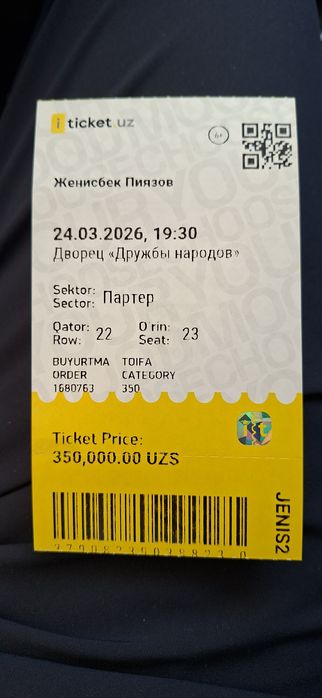 iticket.uz
6+
Женисбек Пиязов
24.03.2026, 19:30
Дворец «Дружбы народов»
Sektor:
Sector: Партер
Qator: O'rin:
Row: 22 Seat: 23
BUYURTMA TOIFA
ORDER CATEGORY
1680763 350
Ticket Price:
350,000.00 UZS
JENIS2